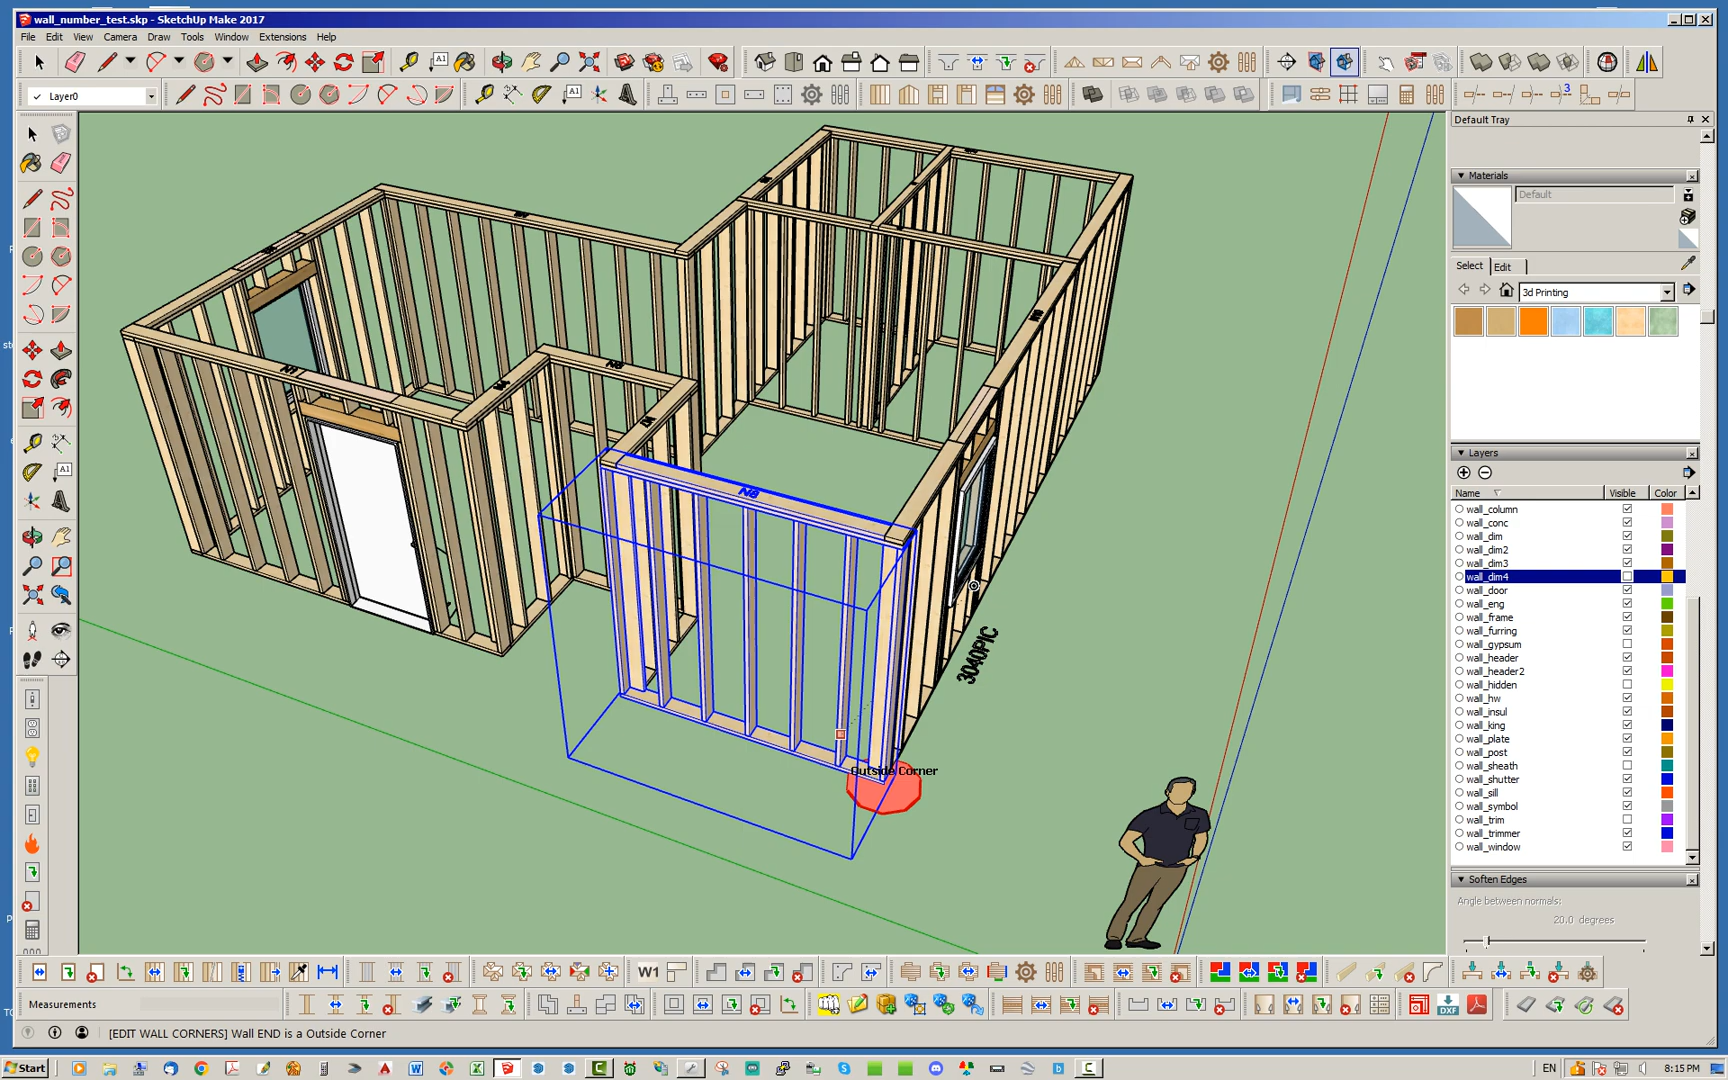 wall_number_test.skp - SketchUp Make 2017
File Edit View Camera Draw Tools Window Extensions Help
Layer0
Default Tray
Materials
Default
Select Edit
3d Printing
Layers
Name Visible Color
wall_column
wall_conc
wall_dim
wall_dim2
wall_dim3
wall_dim4
wall_door
wall_eng
wall_frame
wall_furring
wall_gypsum
wall_header
wall_header2
wall_hidden
wall_hw
wall_insul
wall_king
wall_plate
wall_post
wall_sheath
wall_shutter
wall_sill
wall_symbol
wall_trim
wall_trimmer
wall_window
Soften Edges
Angle between normals:
20.0 degrees
3040PIC
Outside Corner
W1
DXF
Measurements
[EDIT WALL CORNERS] Wall END is a Outside Corner
Start
EN
8:15 PM